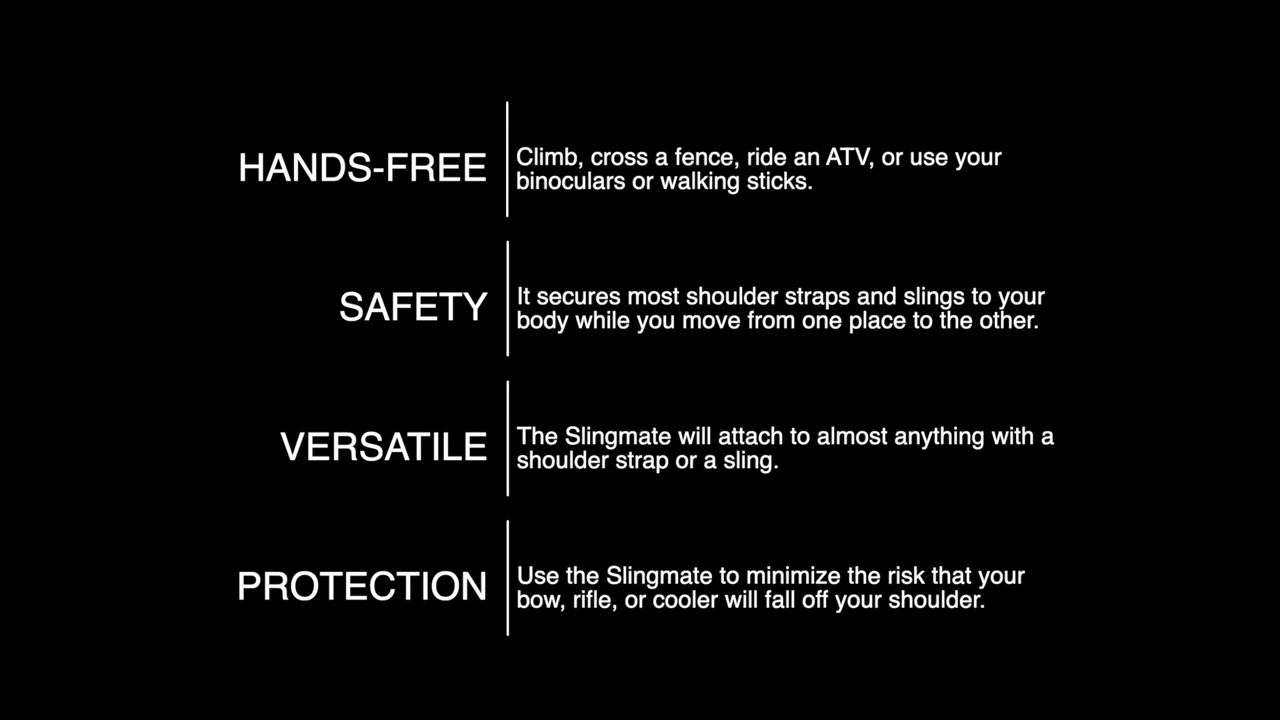 HANDS-FREE
Climb, cross a fence, ride an ATV, or use your
binoculars or walking sticks.
SAFETY
It secures most shoulder straps and slings to your
body while you move from one place to the other.
VERSATILE
The Slingmate will attach to almost anything with a
shoulder strap or a sling.
PROTECTION
Use the Slingmate to minimize the risk that your
bow, rifle, or cooler will fall off your shoulder.